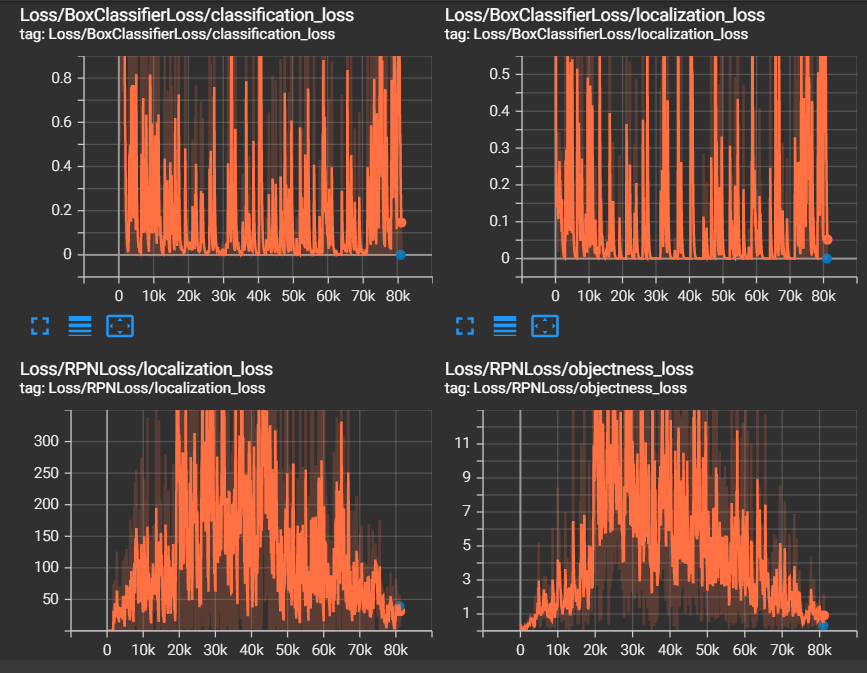 Loss/BoxClassifierLoss/classification_loss
tag: Loss/BoxClassifierLoss/classification_loss
0.8
0.6
0.4
0.2
0
0 10k 20k 30k 40k 50k 60k 70k 80k
Loss/BoxClassifierLoss/localization_loss
tag: Loss/BoxClassifierLoss/localization_loss
0.5
0.4
0.3
0.2
0.1
0
0 10k 20k 30k 40k 50k 60k 70k 80k
Loss/RPNLoss/localization_loss
tag: Loss/RPNLoss/localization_loss
300
250
200
150
100
50
0 10k 20k 30k 40k 50k 60k 70k 80k
Loss/RPNLoss/objectness_loss
tag: Loss/RPNLoss/objectness_loss
11
9
7
5
3
1
0 10k 20k 30k 40k 50k 60k 70k 80k